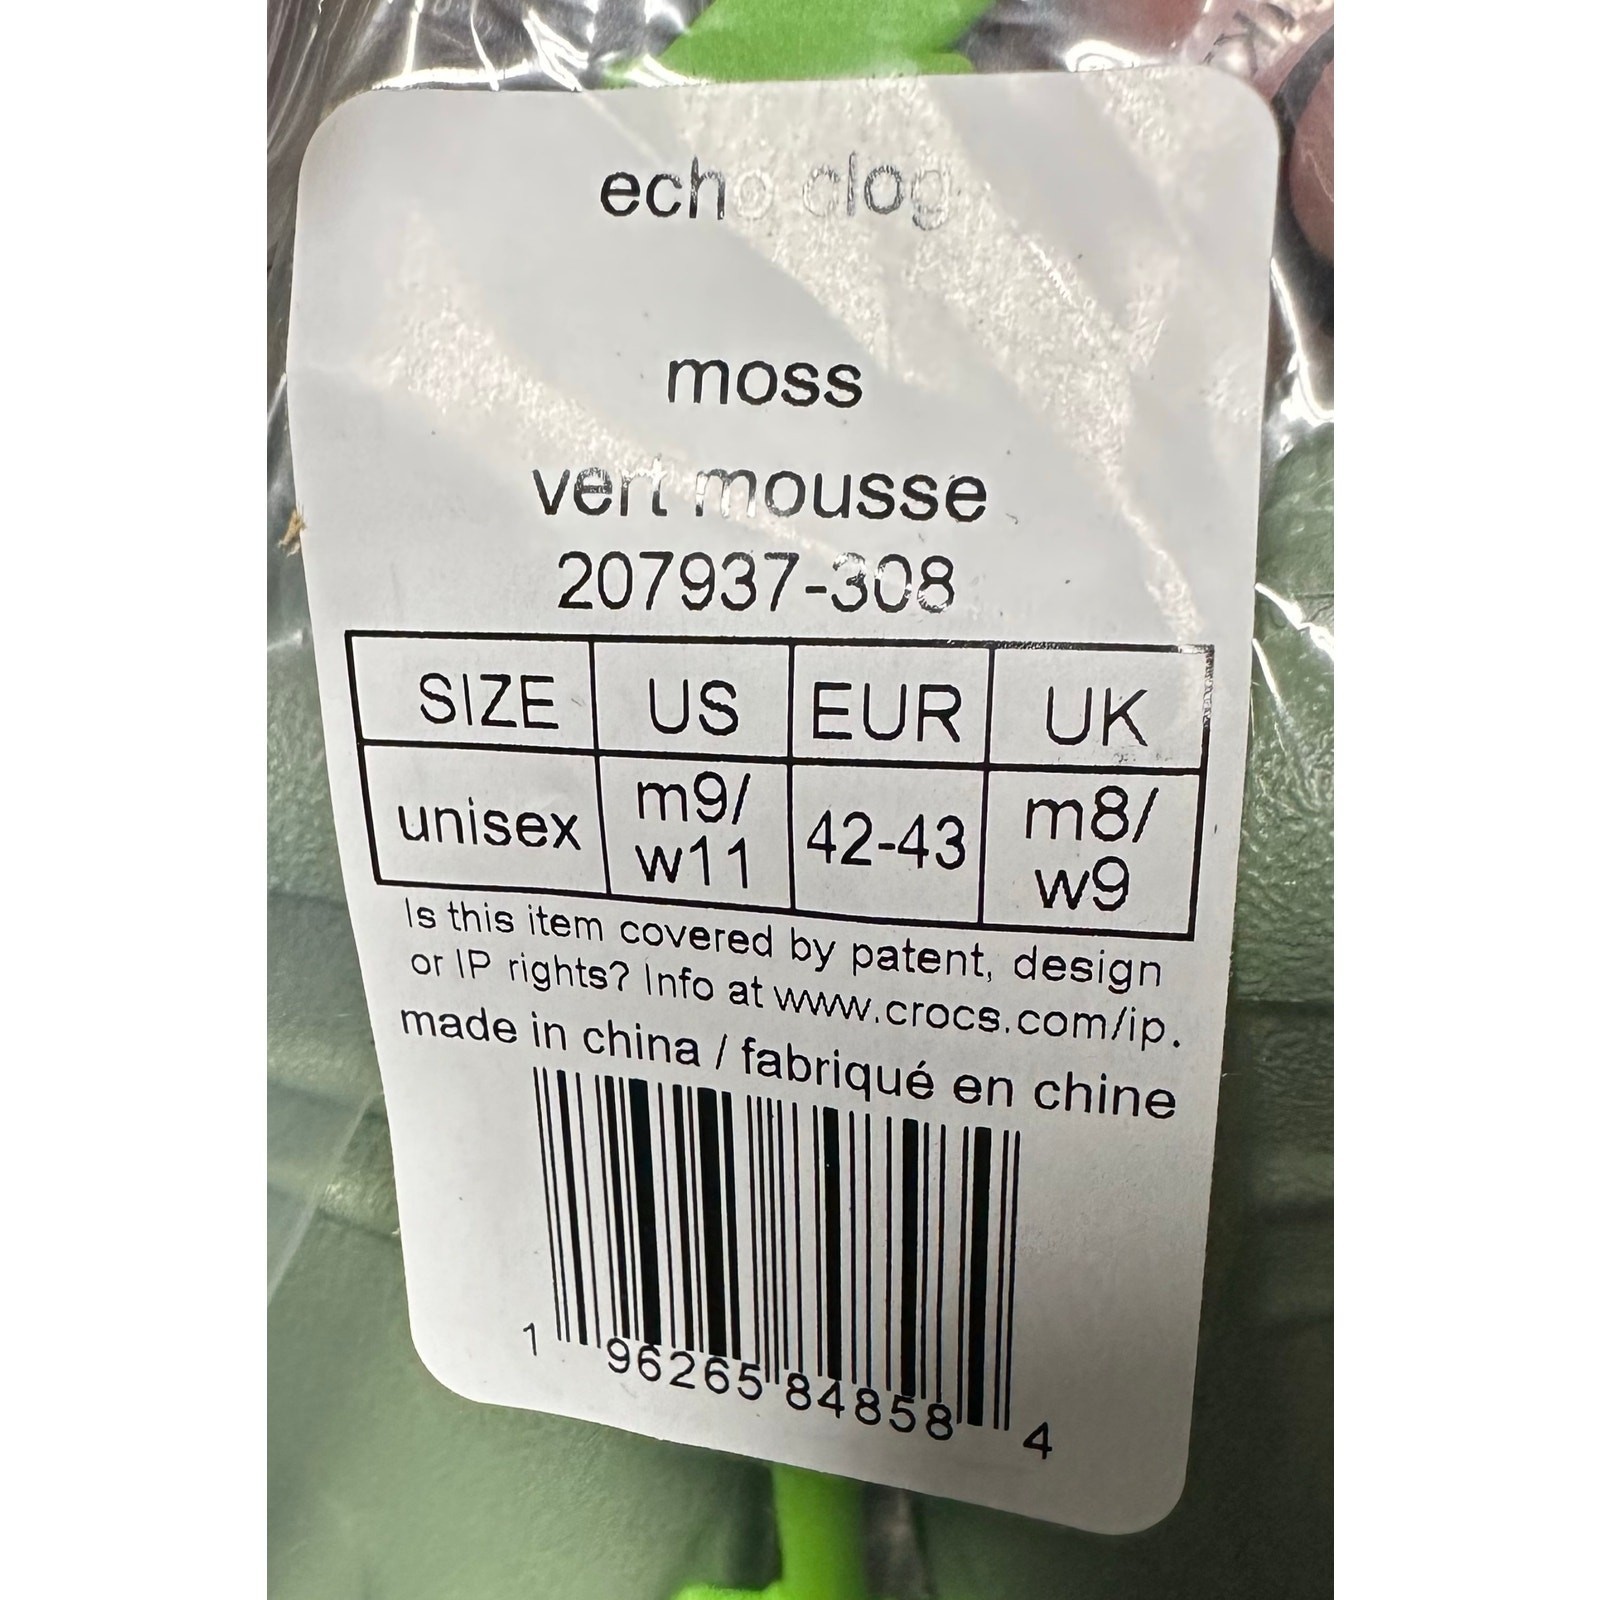 echo clog
moss
vert mousse
207937-308
SIZE US EUR UK
unisex m9/ w11 42-43 m8/ w9
Is this item covered by patent, design
or IP rights? Info at www.crocs.com/ip.
made in china / fabriqué en chine
1 96265 84858 4